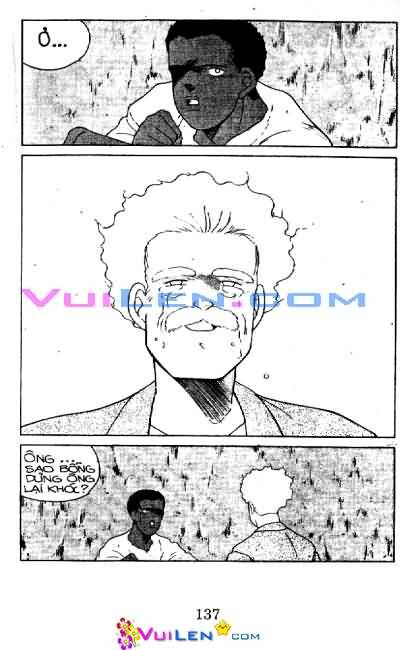 Ở...
VuiLen.com
ÔNG ....
SAO BỖNG
DƯNG ÔNG
LẠI KHÓC?
137
VuiLen.com